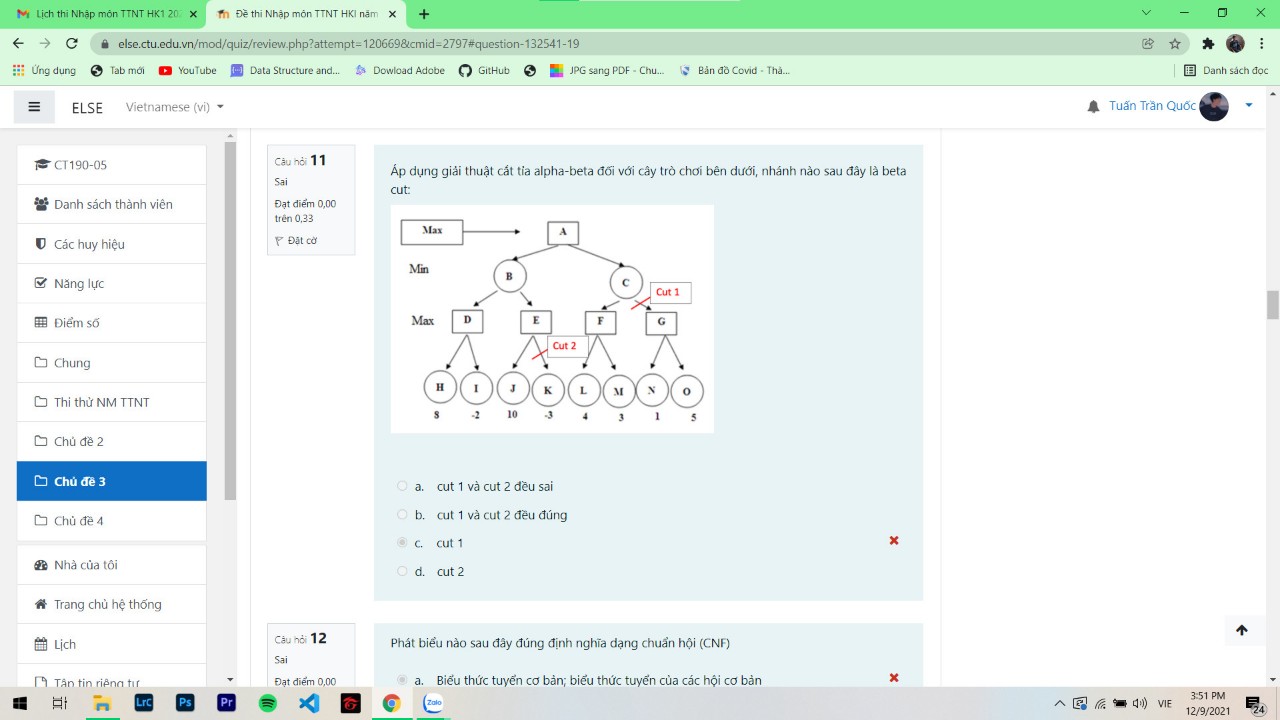 Lịch thi Nhập môn TTNT HK1 202
Đề thi Nhập môn TTNT HKI năm
else.ctu.edu.vn/mod/quiz/review.php?attempt=120669&cmid=2797#question-132541-19
Ứng dung
Tab mới
YouTube
Data Structure and...
Dowload Adobe
GitHub
JPG sang PDF - Chu...
Bản đồ Covid - Thả...
Danh sách đọc
ELSE
Vietnamese (vi)
Tuấn Trần Quốc
CT190-05
Danh sách thành viên
Các huy hiệu
Năng lực
Điểm số
Chung
Thi thử NM TTNT
Chủ đề 2
Chủ đề 3
Chủ đề 4
Nhà của tôi
Trang chủ hệ thống
Lịch
Tập tin riêng tư
Câu hỏi 11
Sai
Đạt điểm 0,00
trên 0,33
Đặt cờ
Áp dụng giải thuật cắt tỉa alpha-beta đối với cây trò chơi bên dưới, nhánh nào sau đây là beta
cut:
Max
A
Min
B
C
Cut 1
Max
D
E
F
G
Cut 2
H
I
J
K
L
M
N
O
8
-2
10
-3
4
3
1
5
a. cut 1 và cut 2 đều sai
b. cut 1 và cut 2 đều đúng
c. cut 1
d. cut 2
Câu hỏi 12
Sai
Đạt điểm 0,00
Phát biểu nào sau đây đúng định nghĩa dạng chuẩn hội (CNF)
a. Biểu thức tuyển cơ bản; biểu thức tuyển của các hội cơ bản
LrC
Ps
Pr
Zalo
VIE
3:51 PM
12/9/2021
24